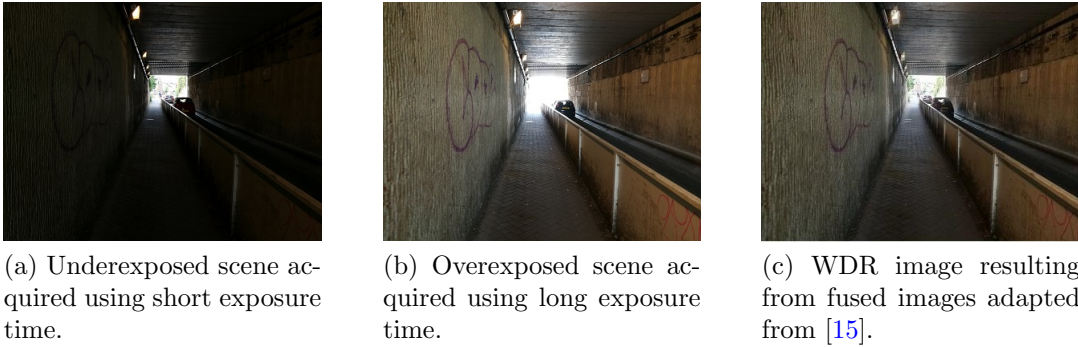 (a) Underexposed scene ac-
quired using short exposure
time.
(b) Overexposed scene ac-
quired using long exposure
time.
(c) WDR image resulting
from fused images adapted
from [15].